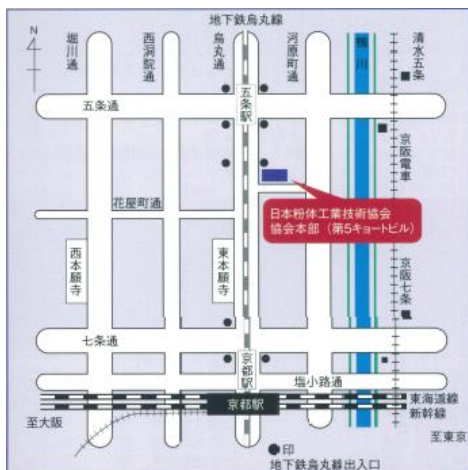 地下鉄烏丸線
N
堀川通
西洞院通
烏丸通
河原町通
鴨川
清水五条
五条通
五条駅
京阪電車
日本粉体工業技術協会
協会本部（第5キョートビル）
花屋町通
西本願寺
東本願寺
京阪七条
七条通
京都駅
塩小路通
京都駅
東海道線
新幹線
至大阪
至東京
●印
地下鉄烏丸線出入口